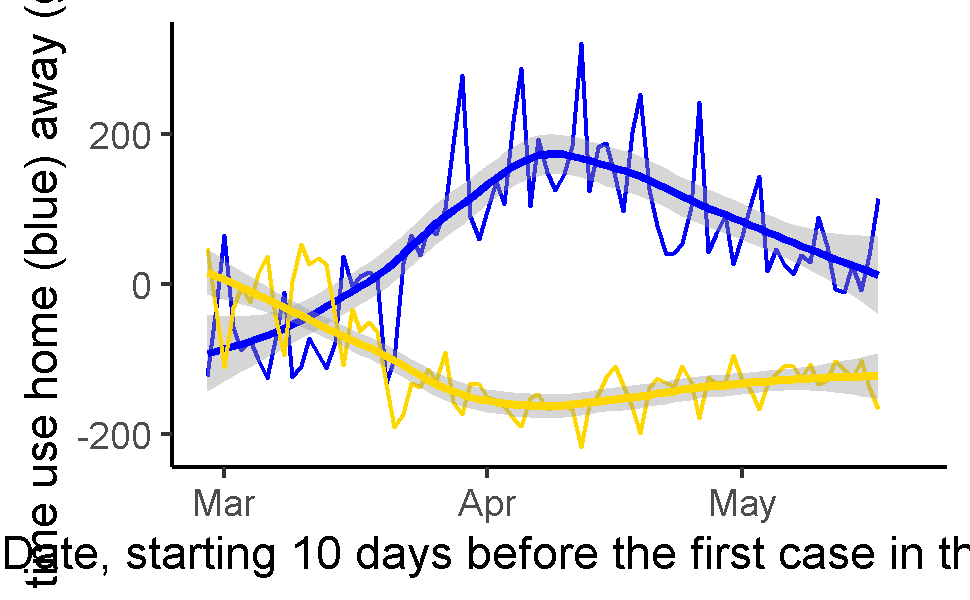 time use home (blue) away (
200
0
-200
Mar Apr May
Date, starting 10 days before the first case in th